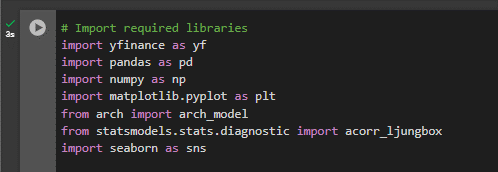 # Import required libraries
import yfinance as yf
import pandas as pd
import numpy as np
import matplotlib.pyplot as plt
3s
from arch import arch_model
from statsmodels.stats.diagnostic import acorr_ljungbox
import seaborn as sns